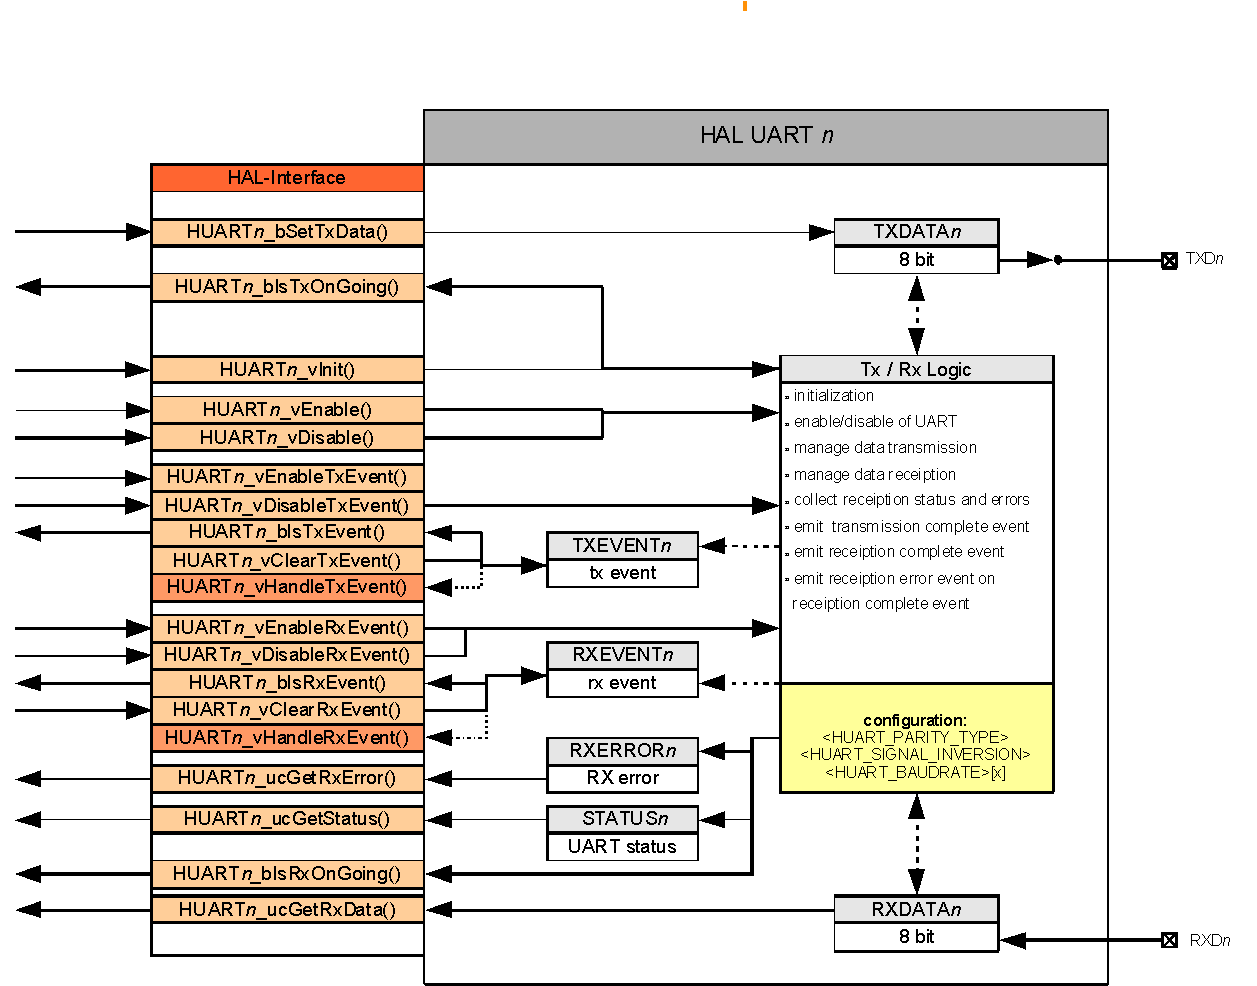 HAL UART n
HAL-Interface
HUARTn_bSetTxData()
HUARTn_bIsTxOnGoing()
HUARTn_vInit()
HUARTn_vEnable()
HUARTn_vDisable()
HUARTn_vEnableTxEvent()
HUARTn_vDisableTxEvent()
HUARTn_bIsTxEvent()
HUARTn_vClearTxEvent()
HUARTn_vHandleTxEvent()
HUARTn_vEnableRxEvent()
HUARTn_vDisableRxEvent()
HUARTn_bIsRxEvent()
HUARTn_vClearRxEvent()
HUARTn_vHandleRxEvent()
HUARTn_ucGetRxError()
HUARTn_ucGetStatus()
HUARTn_bIsRxOnGoing()
HUARTn_ucGetRxData()
TXEVENTn
tx event
RXEVENTn
rx event
RXERRORn
RX error
STATUSn
UART status
TXDATAn
8 bit
TXDn
Tx / Rx Logic
- initialization
- enable/disable of UART
- manage data transmission
- manage data receiption
- collect receiption status and errors
- emit transmission complete event
- emit receiption complete event
- emit receiption error event on
receiption complete event
configuration:
<HUART_PARITY_TYPE>
<HUART_SIGNAL_INVERSION>
<HUART_BAUDRATE>[x]
RXDATAn
8 bit
RXDn